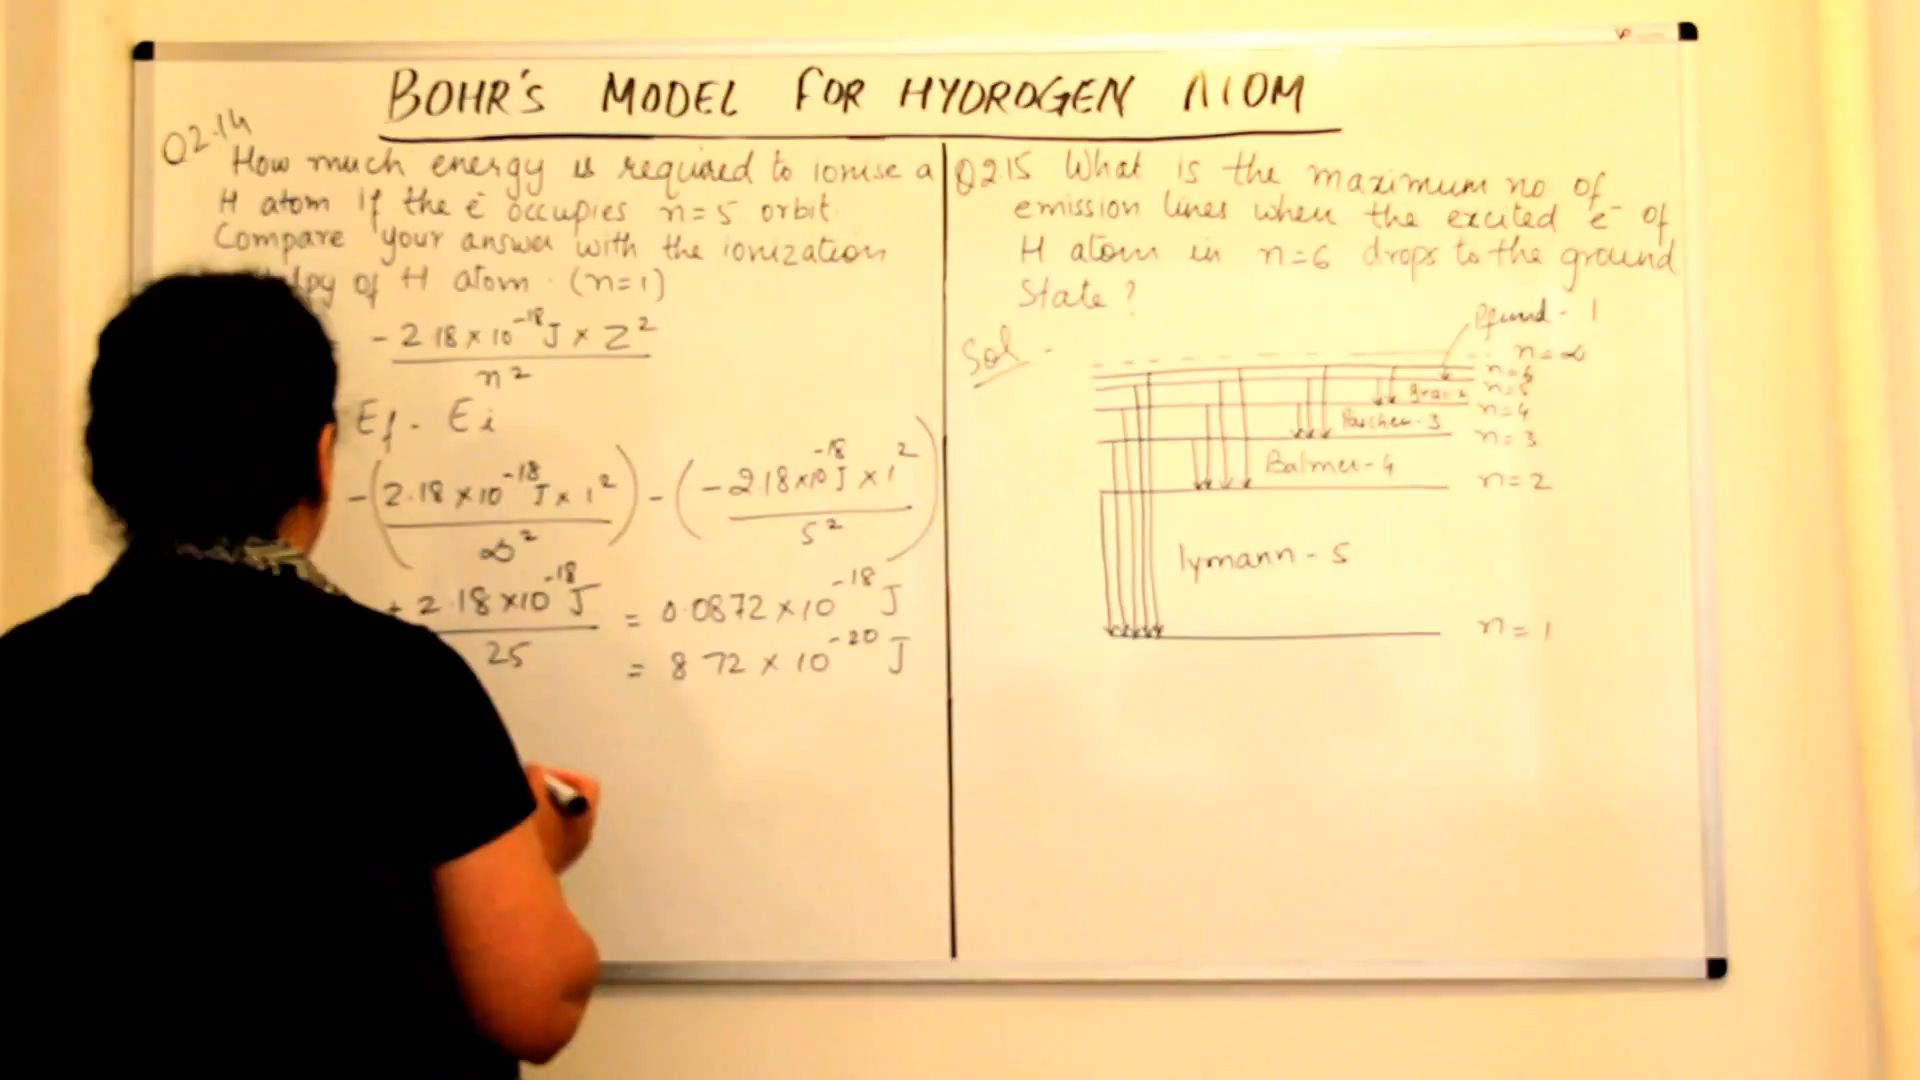 BOHR'S MODEL FOR HYDROGEN ATOM
Q2.14
How much energy is required to ionise a
H atom if the e⁻ occupies n=5 orbit.
Compare your answer with the ionization
of H atom. (n=1)
-2.18 × 10⁻¹⁸ J × Z²
n²
Ef - Ei
-(2.18 × 10⁻¹⁸ J × 1² / ∞²) - (-2.18 × 10⁻¹⁸ J × 1² / 5²)
+ 2.18 × 10⁻¹⁸ J / 25 = 0.0872 × 10⁻¹⁸ J
= 8.72 × 10⁻²⁰ J
Q2.15 What is the maximum no of
emission lines when the excited e⁻ of
H atom in n=6 drops to the ground
State ?
Sol -
Pfund - 1
n=∞
n=6
n=5
n=4
Paschen - 3
n=3
Balmer - 4
n=2
lymann - 5
n=1